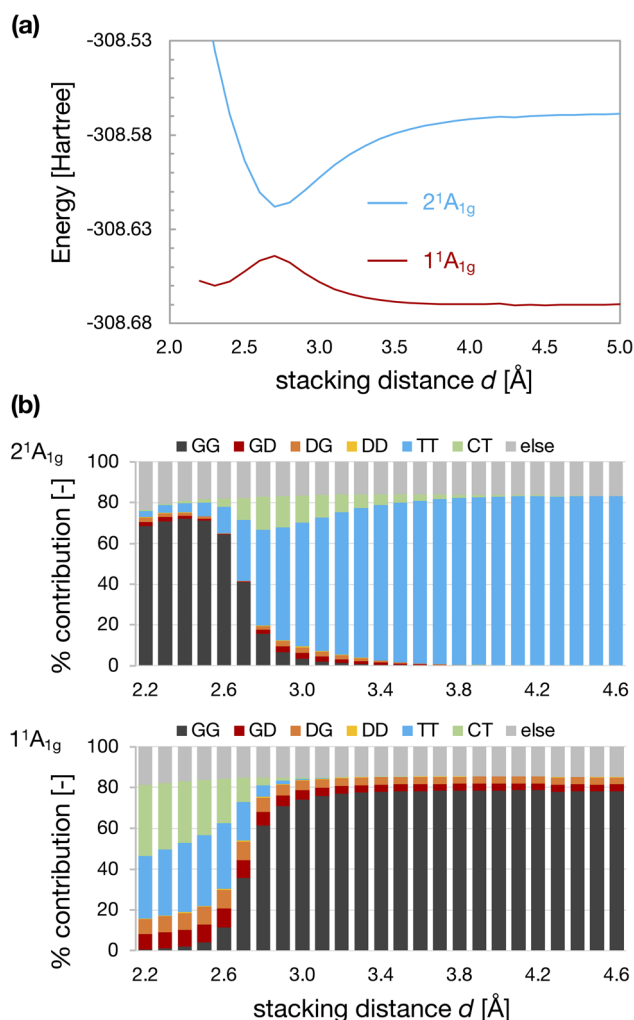 (a)
-308.53
-308.58
-308.63
-308.68
Energy [Hartree]
2¹A₁g
1¹A₁g
2.0 2.5 3.0 3.5 4.0 4.5 5.0
stacking distance d [Å]
(b)
2¹A₁g
GG GD DG DD TT CT else
100
80
60
40
20
0
% contribution [-]
2.2 2.6 3.0 3.4 3.8 4.2 4.6
1¹A₁g
GG GD DG DD TT CT else
100
80
60
40
20
0
% contribution [-]
2.2 2.6 3.0 3.4 3.8 4.2 4.6
stacking distance d [Å]